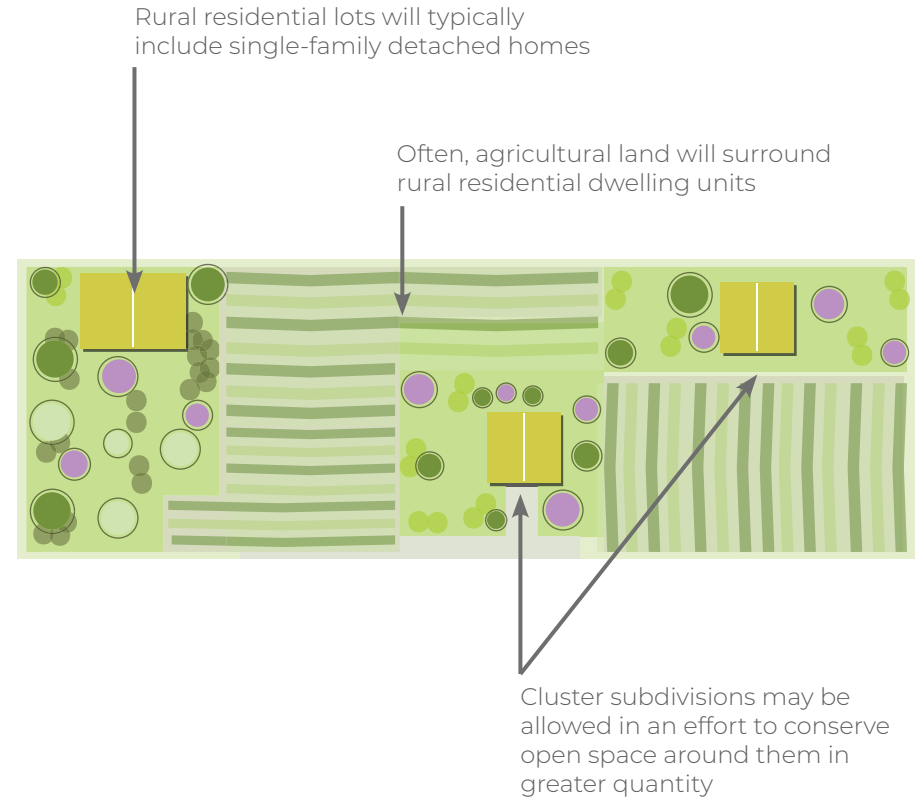 Rural residential lots will typically
include single-family detached homes
Often, agricultural land will surround
rural residential dwelling units
Cluster subdivisions may be
allowed in an effort to conserve
open space around them in
greater quantity